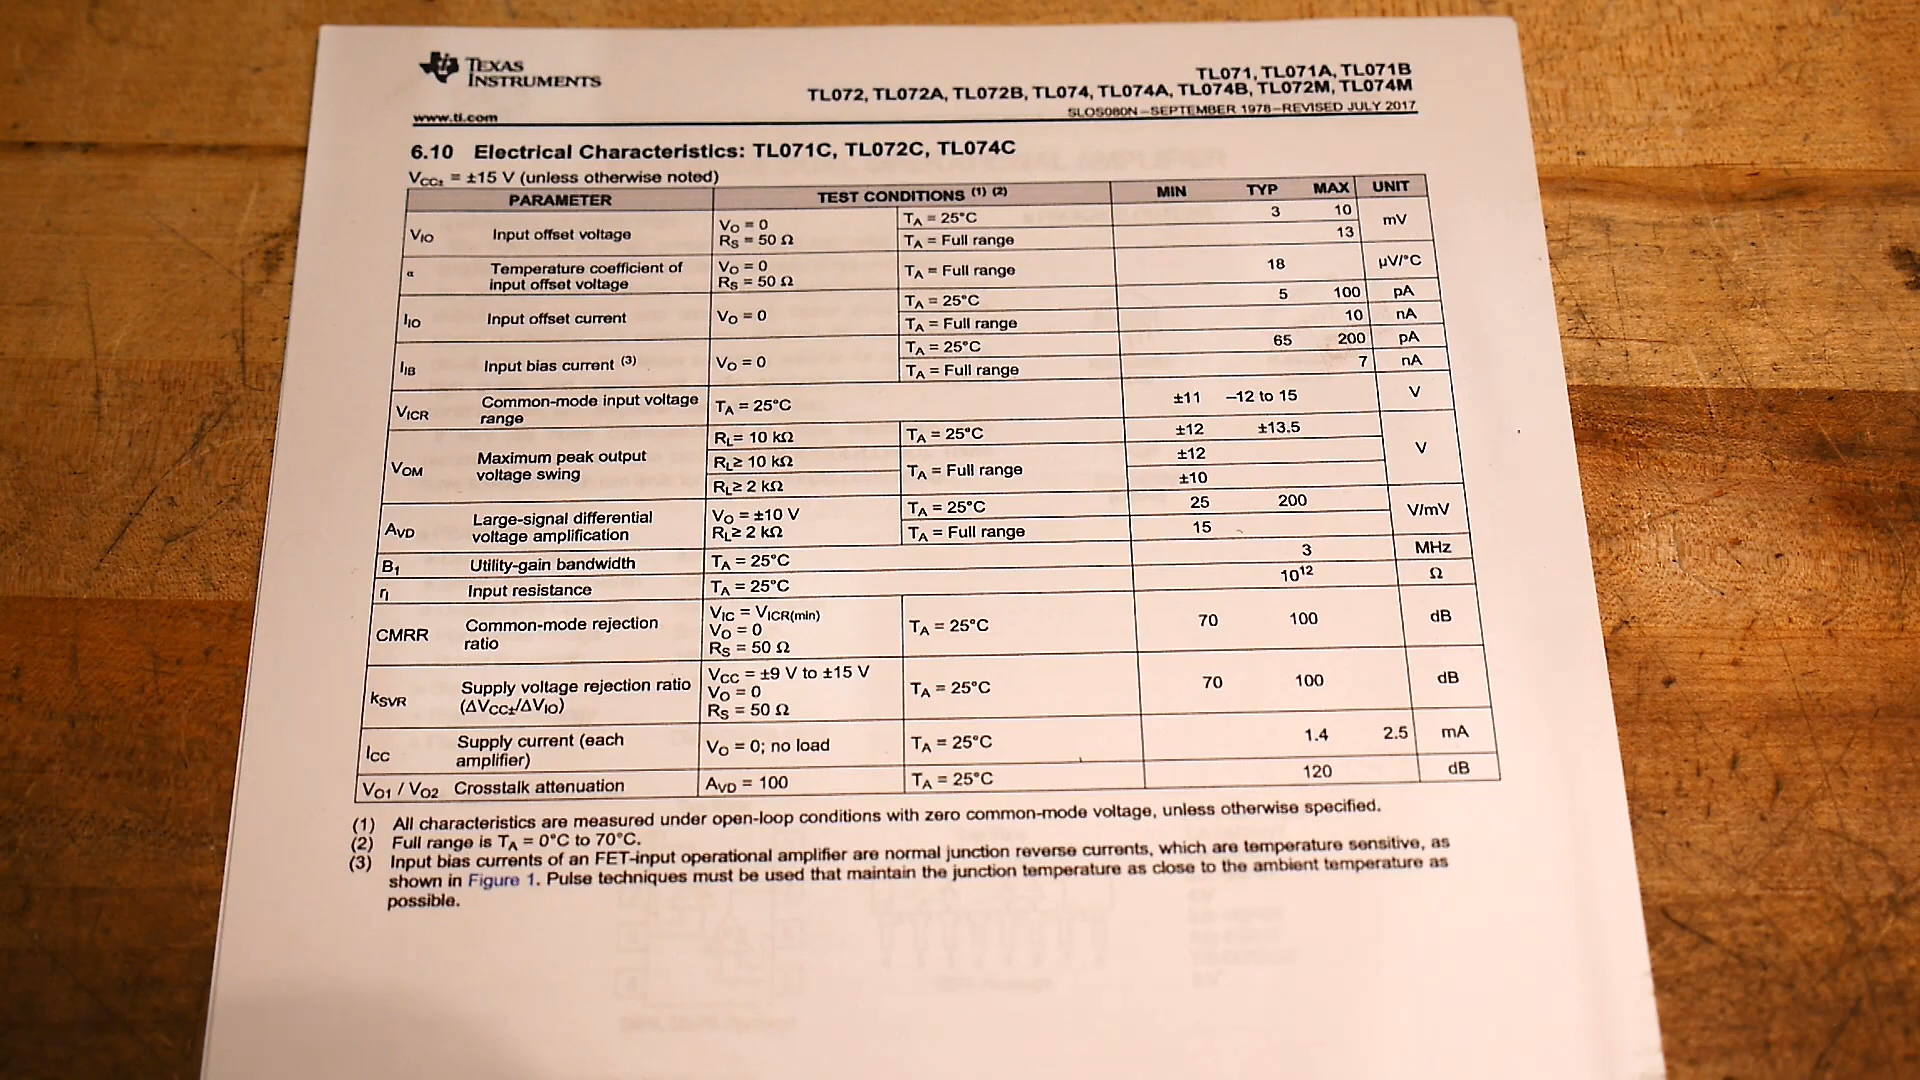 TEXAS
INSTRUMENTS
www.ti.com
TL071, TL071A, TL071B
TL072, TL072A, TL072B, TL074, TL074A, TL074B, TL072M, TL074M
SLOS080N –SEPTEMBER 1978–REVISED JULY 2017
6.10 Electrical Characteristics: TL071C, TL072C, TL074C
VCC± = ±15 V (unless otherwise noted)
PARAMETER TEST CONDITIONS (1) (2) MIN TYP MAX UNIT
VIO Input offset voltage VO = 0 RS = 50 Ω TA = 25°C 3 10 mV
TA = Full range 13
α Temperature coefficient of input offset voltage VO = 0 RS = 50 Ω TA = Full range 18 µV/°C
IIO Input offset current VO = 0 TA = 25°C 5 100 pA
TA = Full range 10 nA
IIB Input bias current (3) VO = 0 TA = 25°C 65 200 pA
TA = Full range 7 nA
VICR Common-mode input voltage range TA = 25°C ±11 –12 to 15 V
VOM Maximum peak output voltage swing RL= 10 kΩ TA = 25°C ±12 ±13.5 V
RL≥ 10 kΩ TA = Full range ±12
RL≥ 2 kΩ ±10
AVD Large-signal differential voltage amplification VO = ±10 V RL≥ 2 kΩ TA = 25°C 25 200 V/mV
TA = Full range 15
B1 Utility-gain bandwidth TA = 25°C 3 MHz
rI Input resistance TA = 25°C 10¹² Ω
CMRR Common-mode rejection ratio VIC = VICR(min) VO = 0 RS = 50 Ω TA = 25°C 70 100 dB
kSVR Supply voltage rejection ratio (ΔVCC±/ΔVIO) VCC = ±9 V to ±15 V VO = 0 RS = 50 Ω TA = 25°C 70 100 dB
ICC Supply current (each amplifier) VO = 0; no load TA = 25°C 1.4 2.5 mA
VO1 / VO2 Crosstalk attenuation AVD = 100 TA = 25°C 120 dB
(1) All characteristics are measured under open-loop conditions with zero common-mode voltage, unless otherwise specified.
(2) Full range is TA = 0°C to 70°C.
(3) Input bias currents of an FET-input operational amplifier are normal junction reverse currents, which are temperature sensitive, as
shown in Figure 1. Pulse techniques must be used that maintain the junction temperature as close to the ambient temperature as
possible.